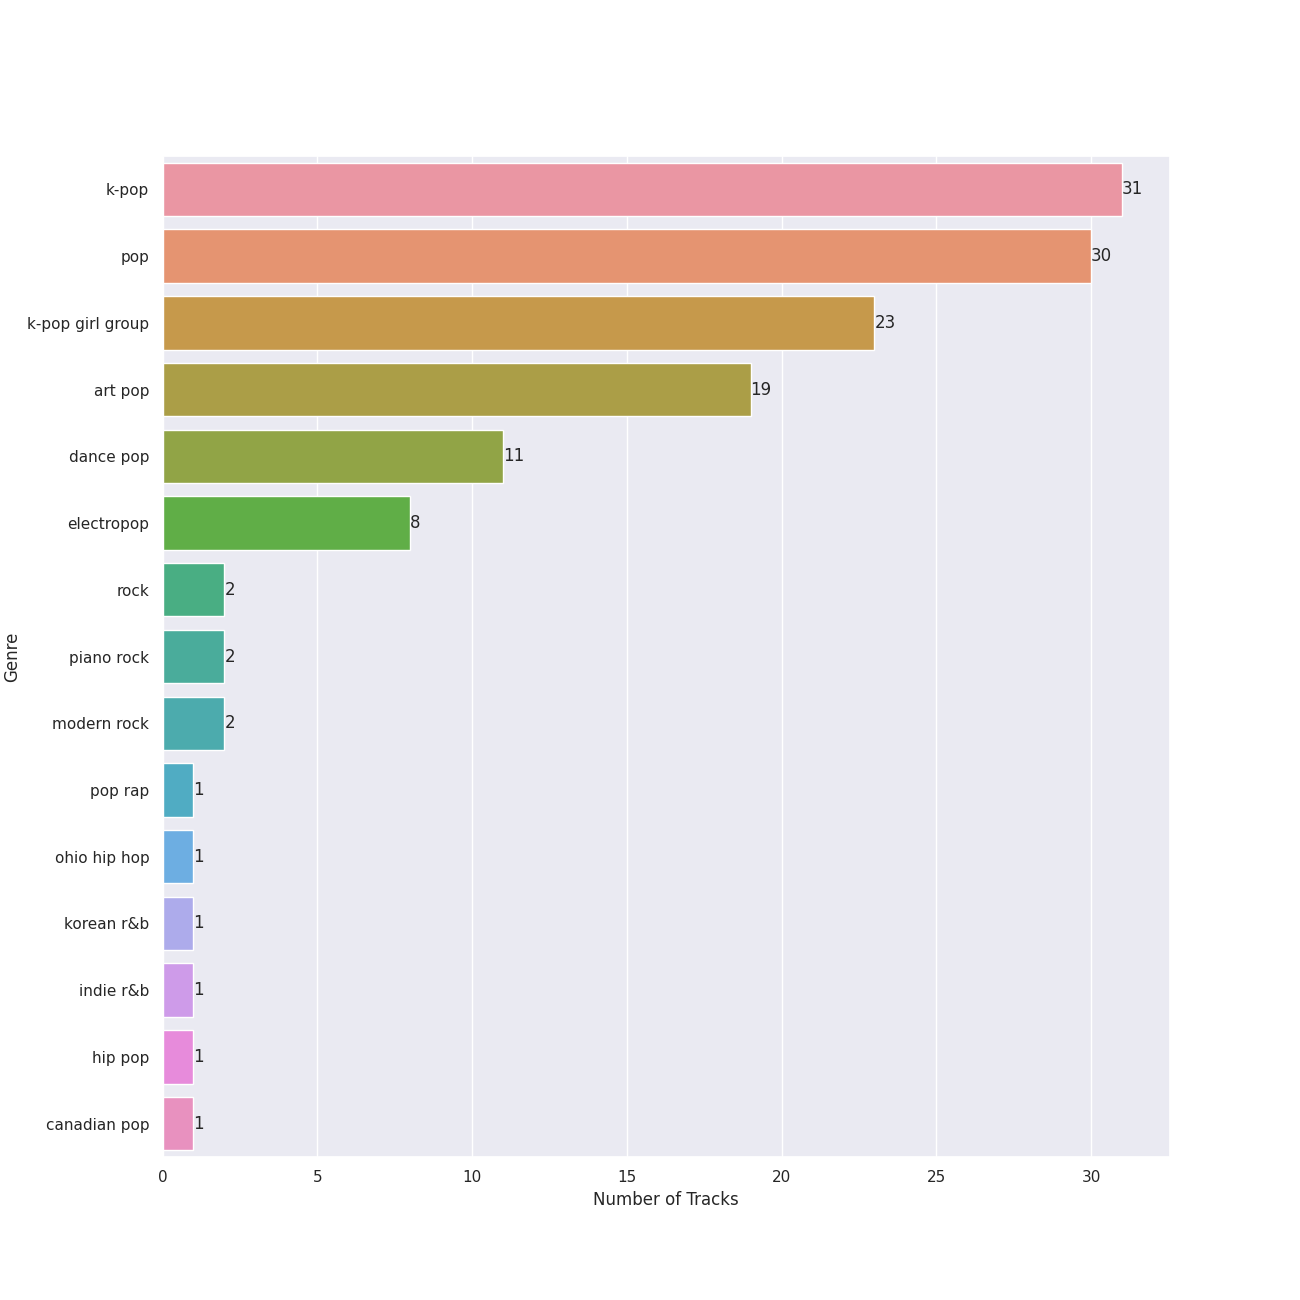 k-pop 31
pop 30
k-pop girl group 23
art pop 19
dance pop 11
electropop 8
rock 2
piano rock 2
modern rock 2
pop rap 1
ohio hip hop 1
korean r&b 1
indie r&b 1
hip pop 1
canadian pop 1
Genre
0 5 10 15 20 25 30
Number of Tracks